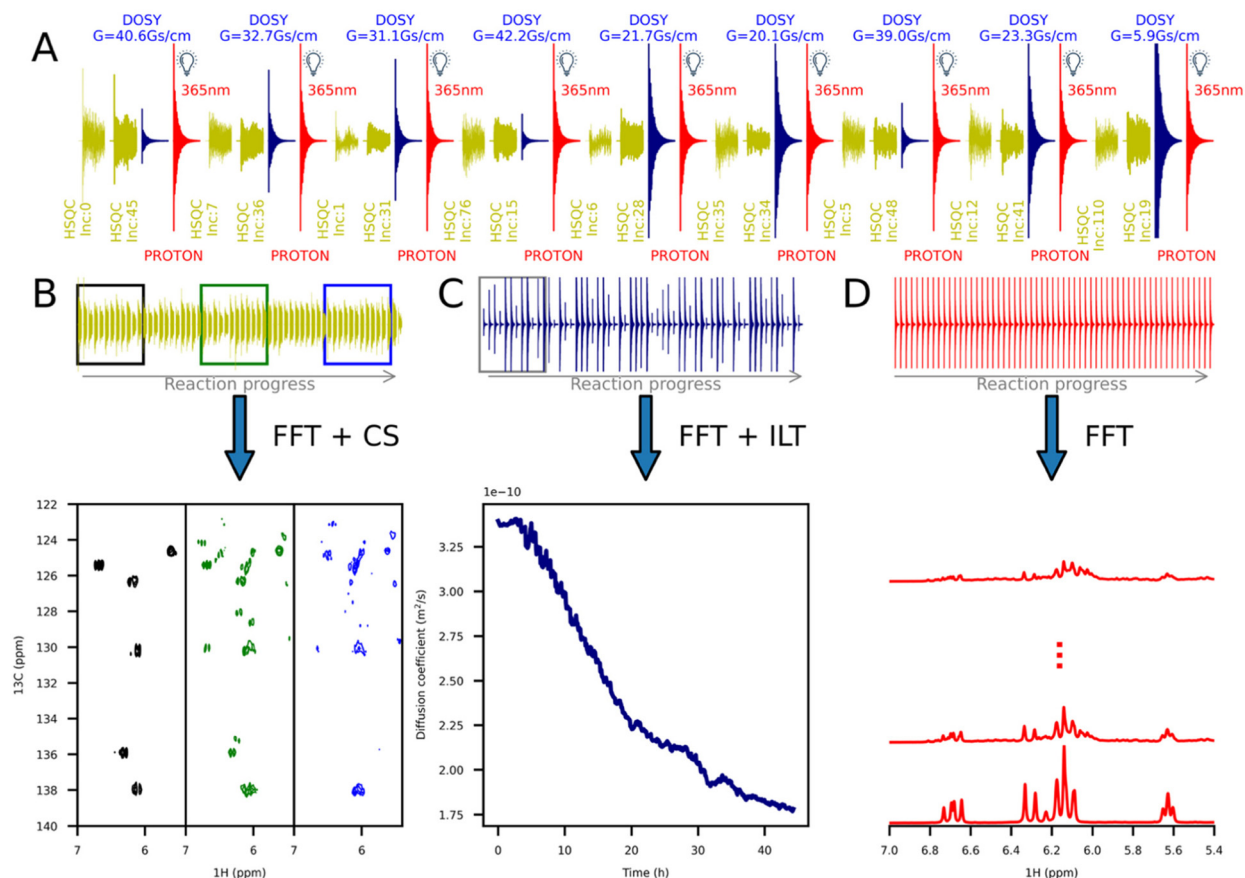 DOSY DOSY DOSY DOSY DOSY DOSY DOSY DOSY DOSY
G=40.6Gs/cm G=32.7Gs/cm G=31.1Gs/cm G=42.2Gs/cm G=21.7Gs/cm G=20.1Gs/cm G=39.0Gs/cm G=23.3Gs/cm G=5.9Gs/cm
A
365nm 365nm 365nm 365nm 365nm 365nm 365nm 365nm 365nm
HSQC Inc:0
HSQC Inc:45
HSQC Inc:7
HSQC Inc:36
HSQC Inc:1
HSQC Inc:31
HSQC Inc:76
HSQC Inc:15
HSQC Inc:6
HSQC Inc:28
HSQC Inc:35
HSQC Inc:34
HSQC Inc:5
HSQC Inc:48
HSQC Inc:12
HSQC Inc:41
HSQC Inc:110
HSQC Inc:19
PROTON PROTON PROTON PROTON PROTON PROTON PROTON PROTON PROTON
B
Reaction progress
FFT + CS
122
124
126
128
130
132
134
136
138
140
13C (ppm)
7 6 7 6 7 6
1H (ppm)
C
Reaction progress
FFT + ILT
1e−10
3.25
3.00
2.75
2.50
2.25
2.00
1.75
Diffusion coefficient (m²/s)
0 10 20 30 40
Time (h)
D
Reaction progress
FFT
7.0 6.8 6.6 6.4 6.2 6.0 5.8 5.6 5.4
1H (ppm)